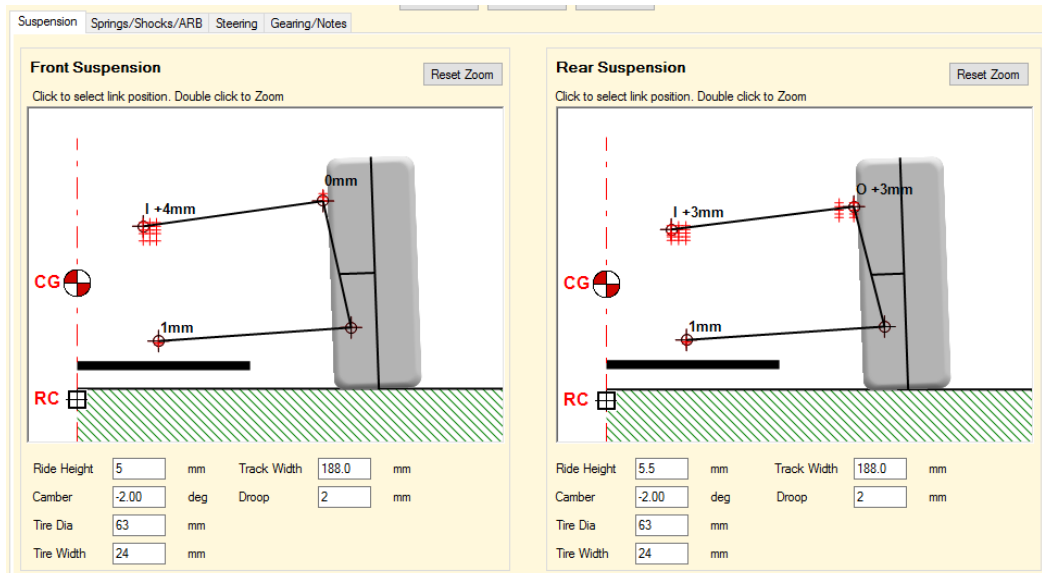 Suspension Springs/Shocks/ARB Steering Gearing/Notes
Front Suspension
Reset Zoom
Click to select link position. Double click to Zoom
0mm
I +4mm
CG
1mm
RC
Ride Height 5 mm Track Width 188.0 mm
Camber -2.00 deg Droop 2 mm
Tire Dia 63 mm
Tire Width 24 mm
Rear Suspension
Reset Zoom
Click to select link position. Double click to Zoom
O +3mm
I +3mm
CG
1mm
RC
Ride Height 5.5 mm Track Width 188.0 mm
Camber -2.00 deg Droop 2 mm
Tire Dia 63 mm
Tire Width 24 mm